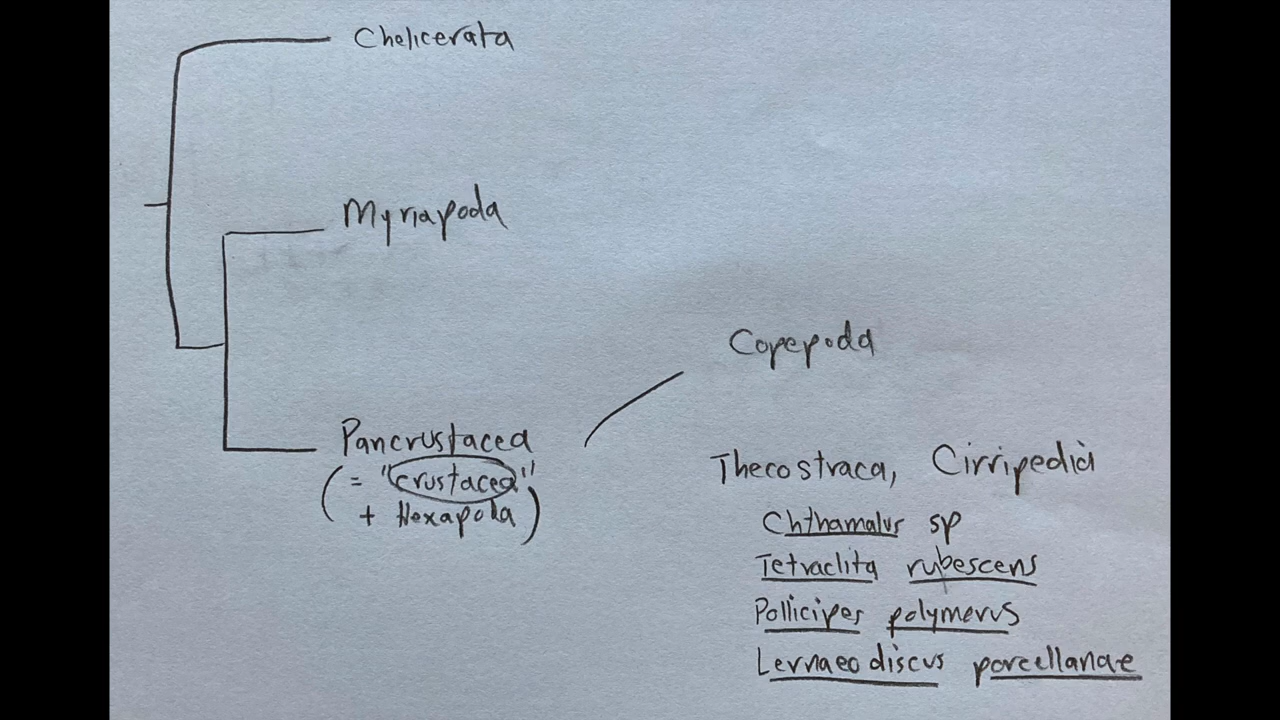 Chelicerata
Myriapoda
Pancrustacea
(= "crustacea"
+ Hexapoda)
Copepoda
Thecostraca, Cirripedia
Chthamalus sp
Tetraclita rubescens
Pollicipes polymerus
Lernaeodiscus porcellanae